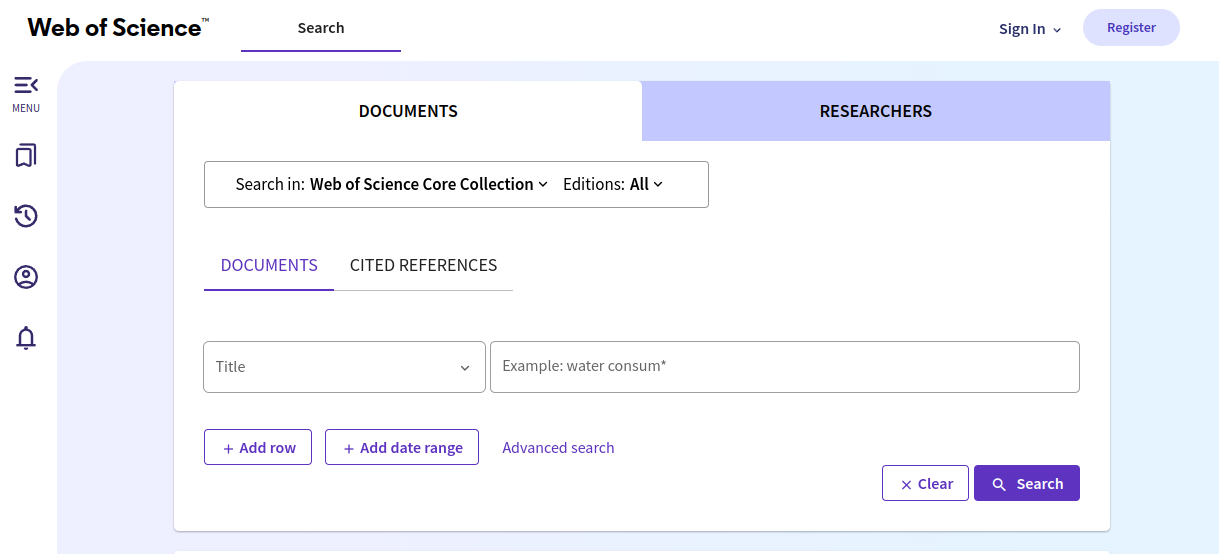 Web of Science™
Search
Sign In
Register
MENU
DOCUMENTS
RESEARCHERS
Search in: Web of Science Core Collection Editions: All
DOCUMENTS
CITED REFERENCES
Title
Example: water consum*
+ Add row
+ Add date range
Advanced search
× Clear
Search